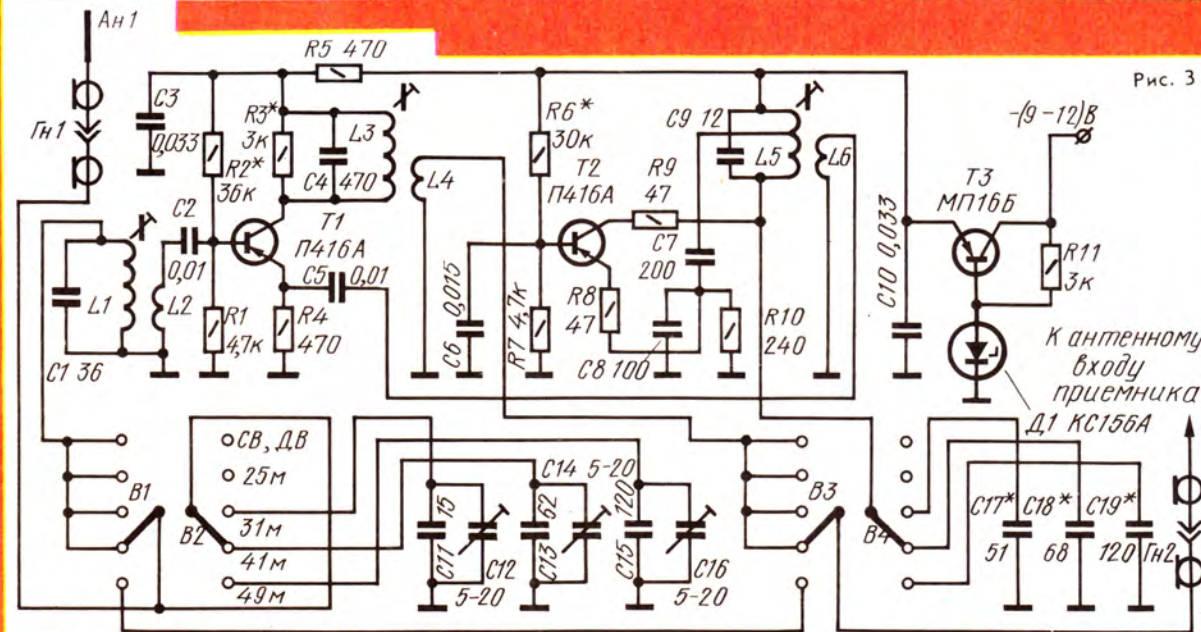 Ан 1
Рис. 3
R5 470
C3
0,033
Гн1
R3*
3к
L3
R2*
36к
C4
470
L4
C2
0,01
T1
П416А
C5
0,01
L1
L2
C1 36
R1
4,7к
R4
470
R6*
30к
T2
П416А
R9
47
C9 12
L5
L6
C7
200
C6
0,015
R7 4,7к
R8
47
C8 100
R10
240
-(9-12)В
T3
МП16Б
R11
3к
C10 0,033
К антенному
входу
приемника
Д1 КС156А
В1
В2
СВ, ДВ
25м
31м
41м
49м
15
C11
C12
5-20
C14 5-20
62
C13
120
C15
C16
5-20
В3
В4
C17*
51
C18*
68
C19*
120
Гн2